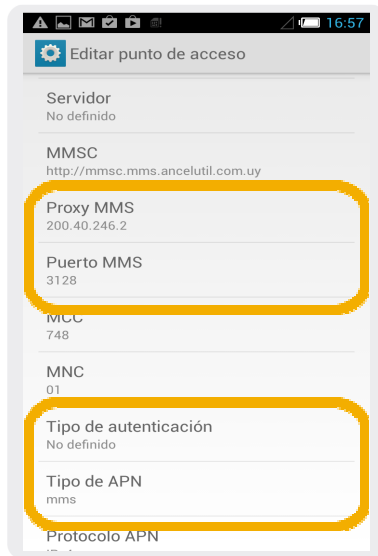 16:57
Editar punto de acceso
Servidor
No definido
MMSC
http://mmsc.mms.ancelutil.com.uy
Proxy MMS
200.40.246.2
Puerto MMS
3128
MCC
748
MNC
01
Tipo de autenticación
No definido
Tipo de APN
mms
Protocolo APN